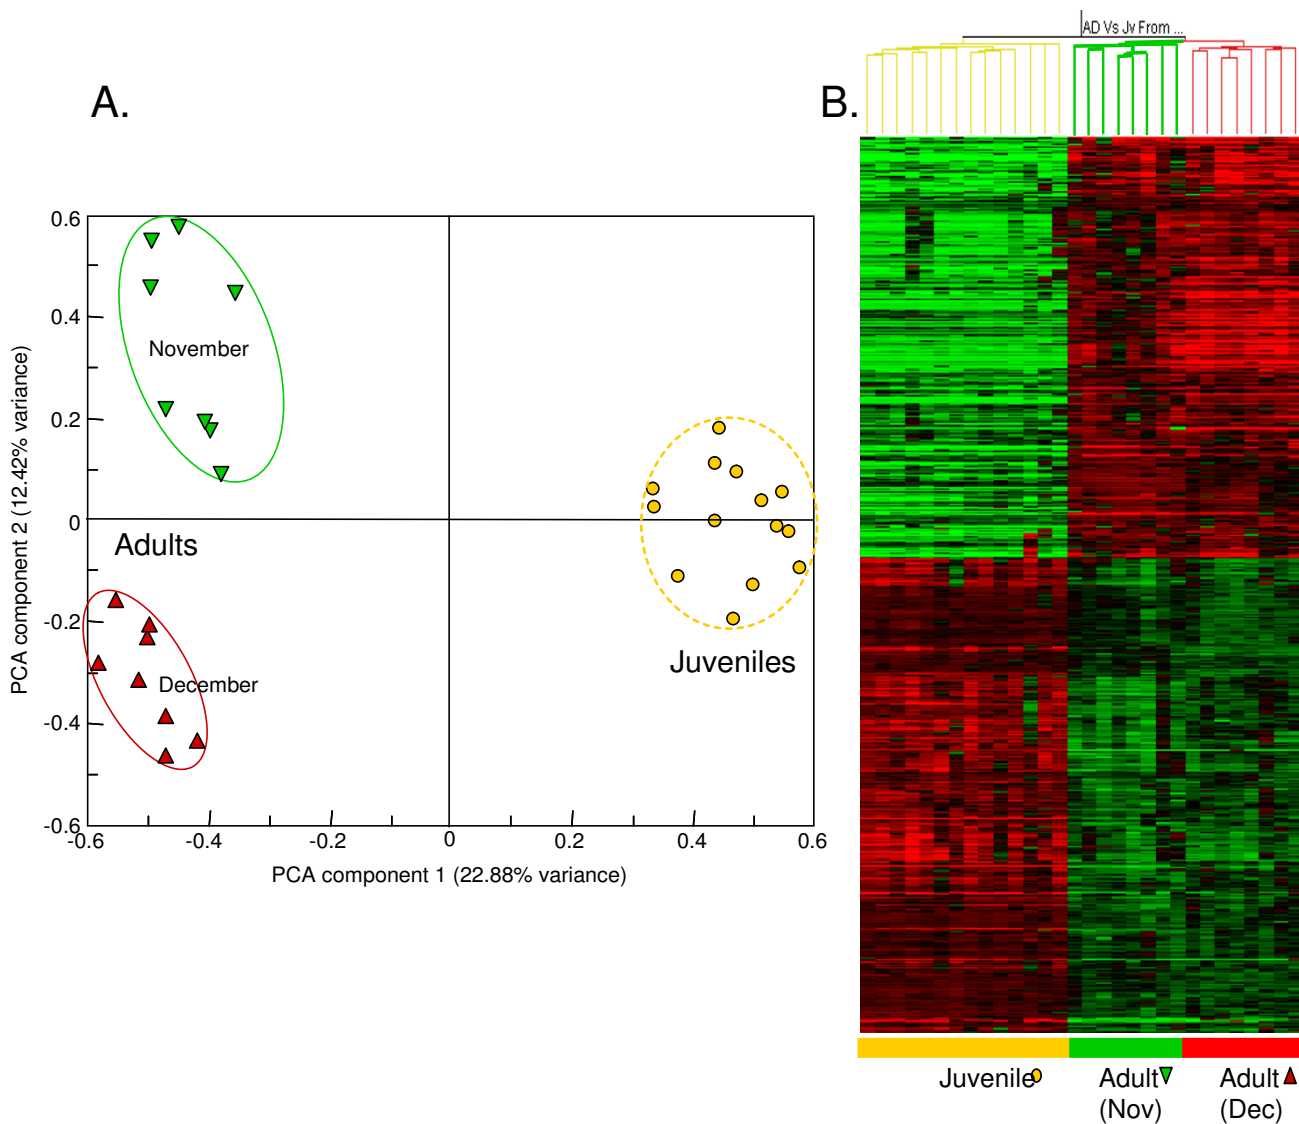 AD Vs Jv From ...
A.
B.
0.6
0.4
0.2
0
-0.2
-0.4
-0.6
PCA component 2 (12.42% variance)
November
Adults
December
Juveniles
-0.6
-0.4
-0.2
0
0.2
0.4
0.6
PCA component 1 (22.88% variance)
Juvenile
Adult
(Nov)
Adult
(Dec)